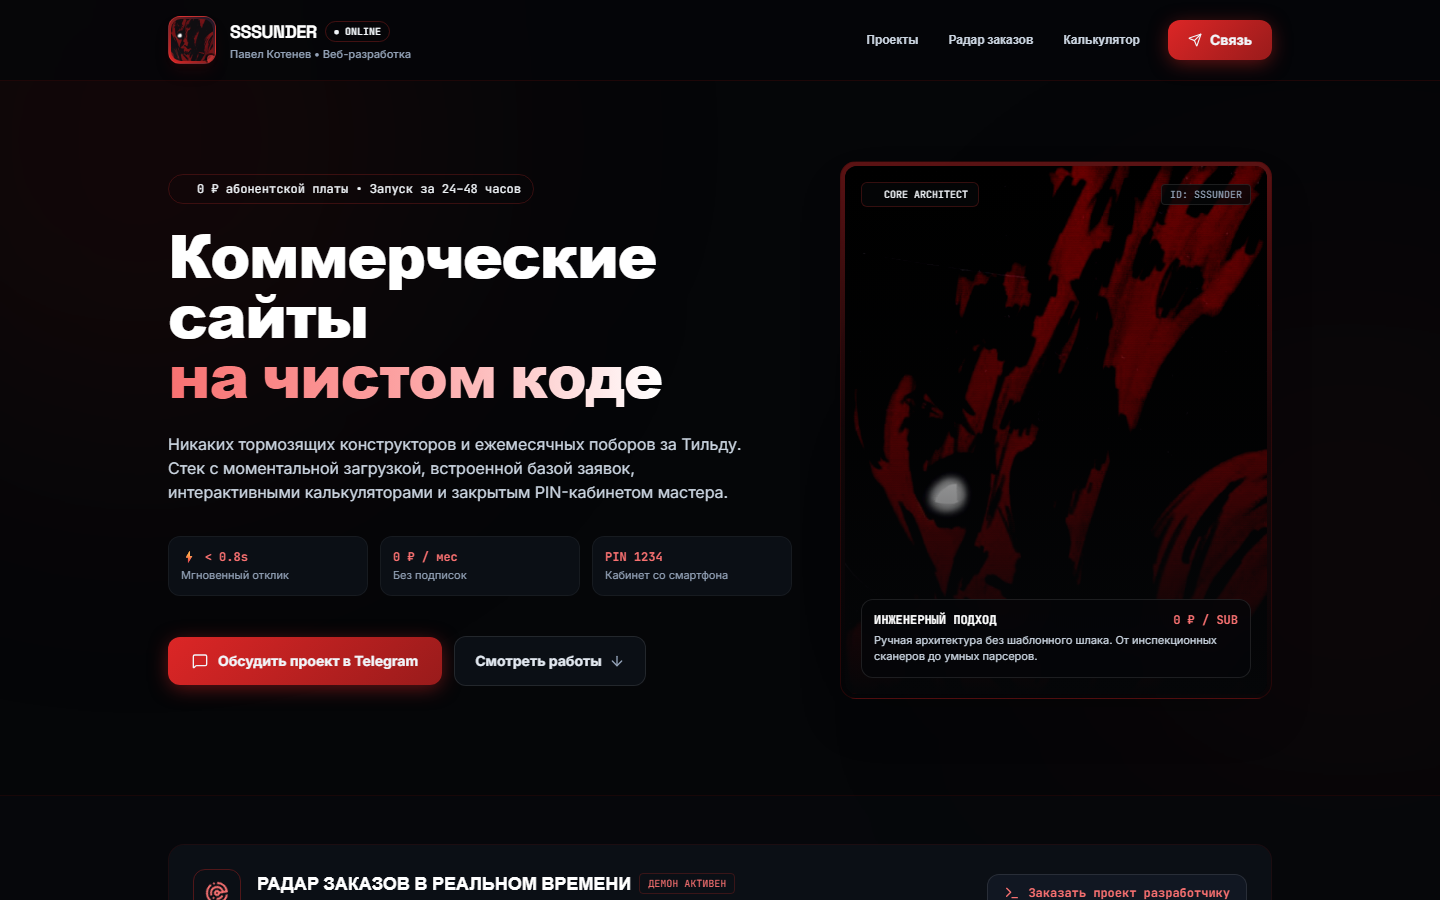 SSSUNDER
ONLINE
Павел Котенев • Веб-разработка
Проекты
Радар заказов
Калькулятор
Связь
0 ₽ абонентской платы • Запуск за 24–48 часов
Коммерческие
сайты
на чистом коде
Никаких тормозящих конструкторов и ежемесячных поборов за Тильду.
Стек с моментальной загрузкой, встроенной базой заявок,
интерактивными калькуляторами и закрытым PIN-кабинетом мастера.
< 0.8s
Мгновенный отклик
0 ₽ / мес
Без подписок
PIN 1234
Кабинет со смартфона
Обсудить проект в Telegram
Смотреть работы ↓
CORE ARCHITECT
ID: SSSUNDER
ИНЖЕНЕРНЫЙ ПОДХОД
0 ₽ / SUB
Ручная архитектура без шаблонного шлака. От инспекционных
сканеров до умных парсеров.
РАДАР ЗАКАЗОВ В РЕАЛЬНОМ ВРЕМЕНИ
ДЕМОН АКТИВЕН
Заказать проект разработчику